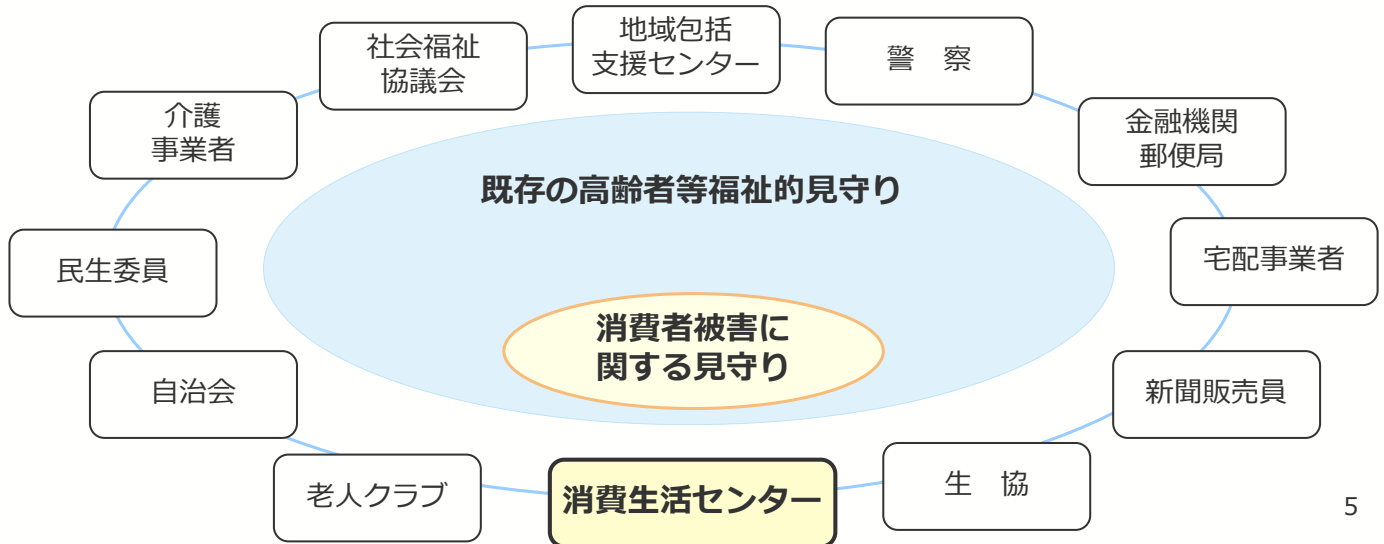 地域包括
支援センター
社会福祉
協議会
警　察
介護
事業者
金融機関
郵便局
既存の高齢者等福祉的見守り
民生委員
宅配事業者
消費者被害に
関する見守り
自治会
新聞販売員
老人クラブ
消費生活センター
生　協
5